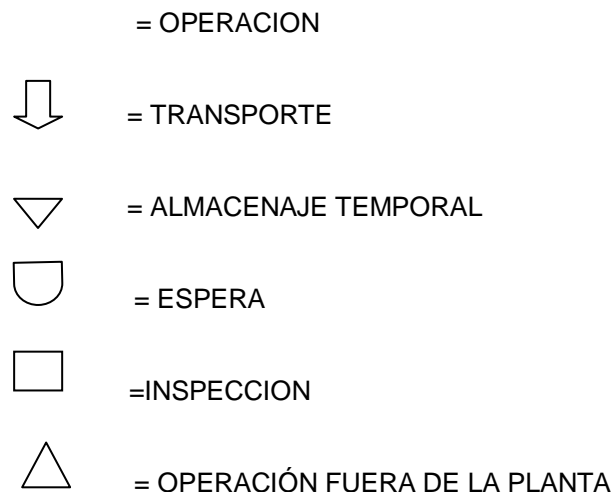 = OPERACION
= TRANSPORTE
= ALMACENAJE TEMPORAL
= ESPERA
=INSPECCION
= OPERACIÓN FUERA DE LA PLANTA